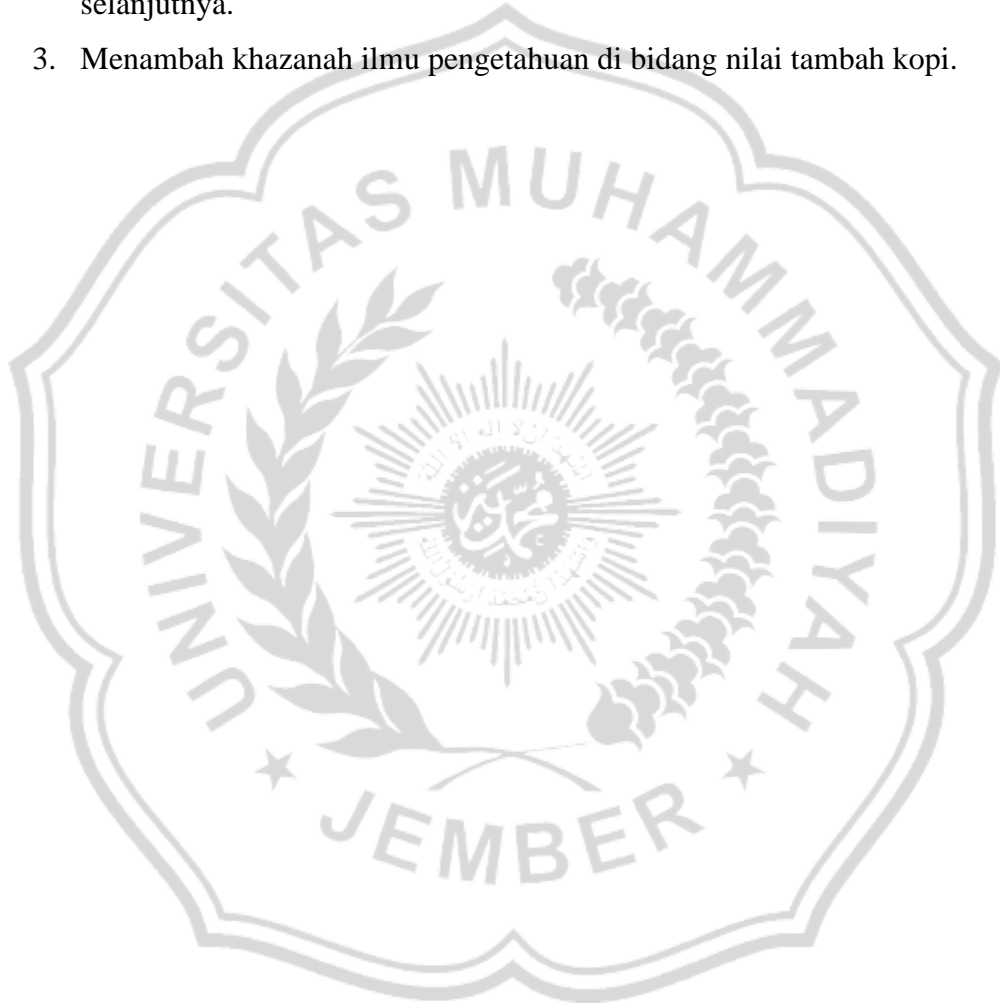 selanjutnya.
3. Menambah khazanah ilmu pengetahuan di bidang nilai tambah kopi.
UNIVERSITAS MUHAMMADIYAH
JEMBER